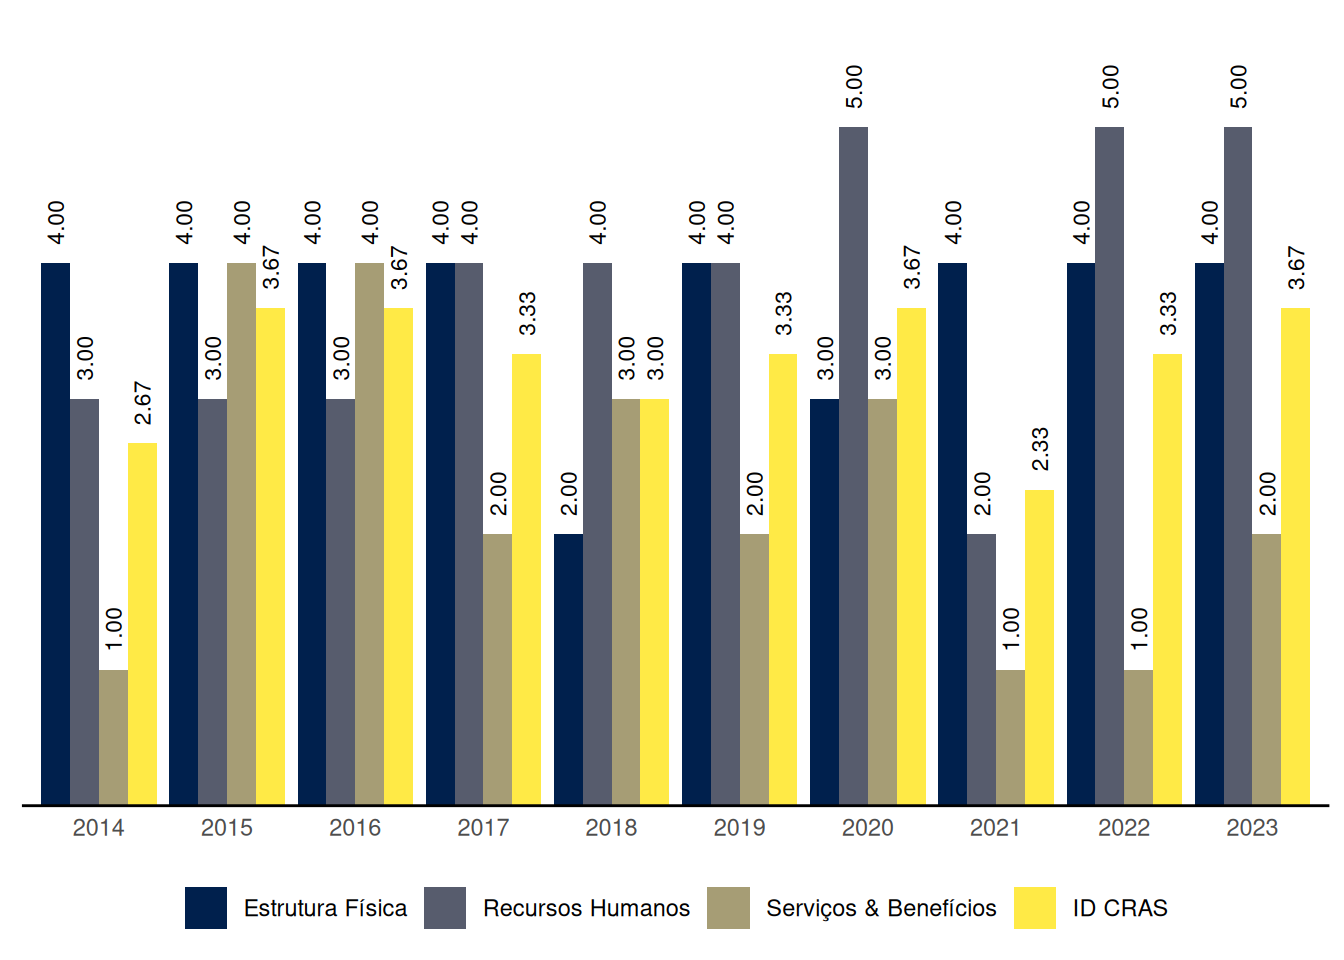 5.00 5.00 5.00
4.00 4.00 4.00 4.00 4.00 4.00 4.00 4.00 4.00 4.00 4.00 4.00 4.00
3.67 3.67 3.67 3.67
3.33 3.33 3.33
3.00 3.00 3.00 3.00 3.00 3.00 3.00
2.67
2.33
2.00 2.00 2.00 2.00 2.00
1.00 1.00 1.00
2014 2015 2016 2017 2018 2019 2020 2021 2022 2023
Estrutura Física Recursos Humanos Serviços & Benefícios ID CRAS